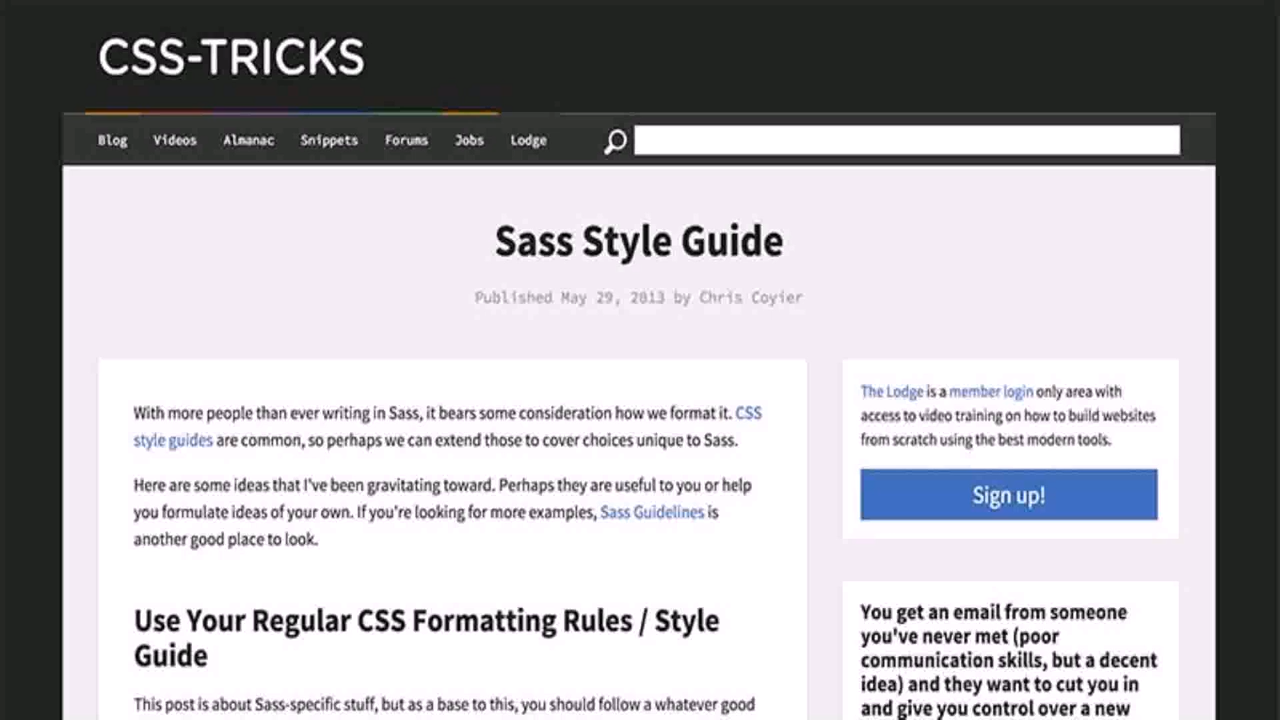 CSS-TRICKS
Blog Videos Almanac Snippets Forums Jobs Lodge
Sass Style Guide
Published May 29, 2013 by Chris Coyier
With more people than ever writing in Sass, it bears some consideration how we format it. CSS
style guides are common, so perhaps we can extend those to cover choices unique to Sass.
Here are some ideas that I've been gravitating toward. Perhaps they are useful to you or help
you formulate ideas of your own. If you're looking for more examples, Sass Guidelines is
another good place to look.
Use Your Regular CSS Formatting Rules / Style
Guide
This post is about Sass-specific stuff, but as a base to this, you should follow a whatever good
The Lodge is a member login only area with
access to video training on how to build websites
from scratch using the best modern tools.
Sign up!
You get an email from someone
you've never met (poor
communication skills, but a decent
idea) and they want to cut you in
and give you control over a new